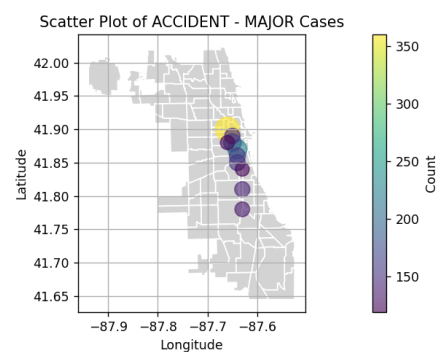 Scatter Plot of ACCIDENT - MAJOR Cases
42.00
41.95
41.90
41.85
41.80
41.75
41.70
41.65
Latitude
−87.9 −87.8 −87.7 −87.6
Longitude
350
300
250
200
150
Count